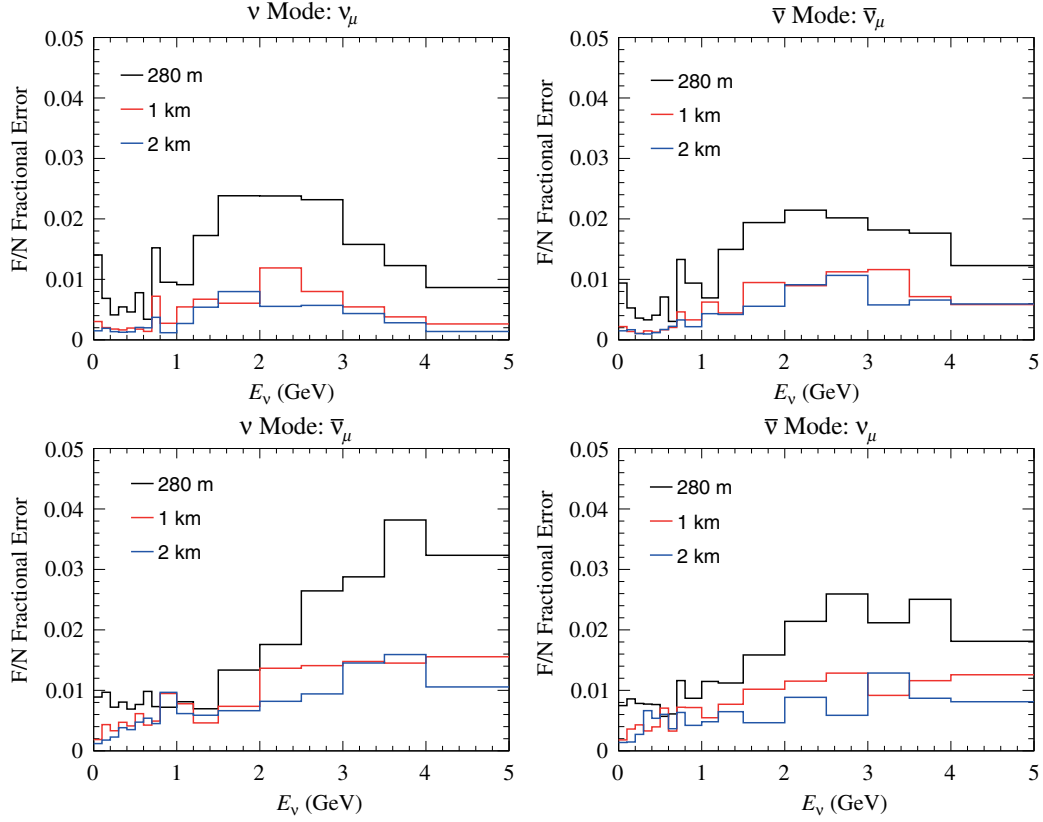 ν Mode: ν_μ
0.05
0.04
0.03
0.02
0.01
0
F/N Fractional Error
280 m
1 km
2 km
0 1 2 3 4 5
E_ν (GeV)
ν̅ Mode: ν̅_μ
0.05
0.04
0.03
0.02
0.01
0
F/N Fractional Error
280 m
1 km
2 km
0 1 2 3 4 5
E_ν (GeV)
ν Mode: ν̅_μ
0.05
0.04
0.03
0.02
0.01
0
F/N Fractional Error
280 m
1 km
2 km
0 1 2 3 4 5
E_ν (GeV)
ν̅ Mode: ν_μ
0.05
0.04
0.03
0.02
0.01
0
F/N Fractional Error
280 m
1 km
2 km
0 1 2 3 4 5
E_ν (GeV)